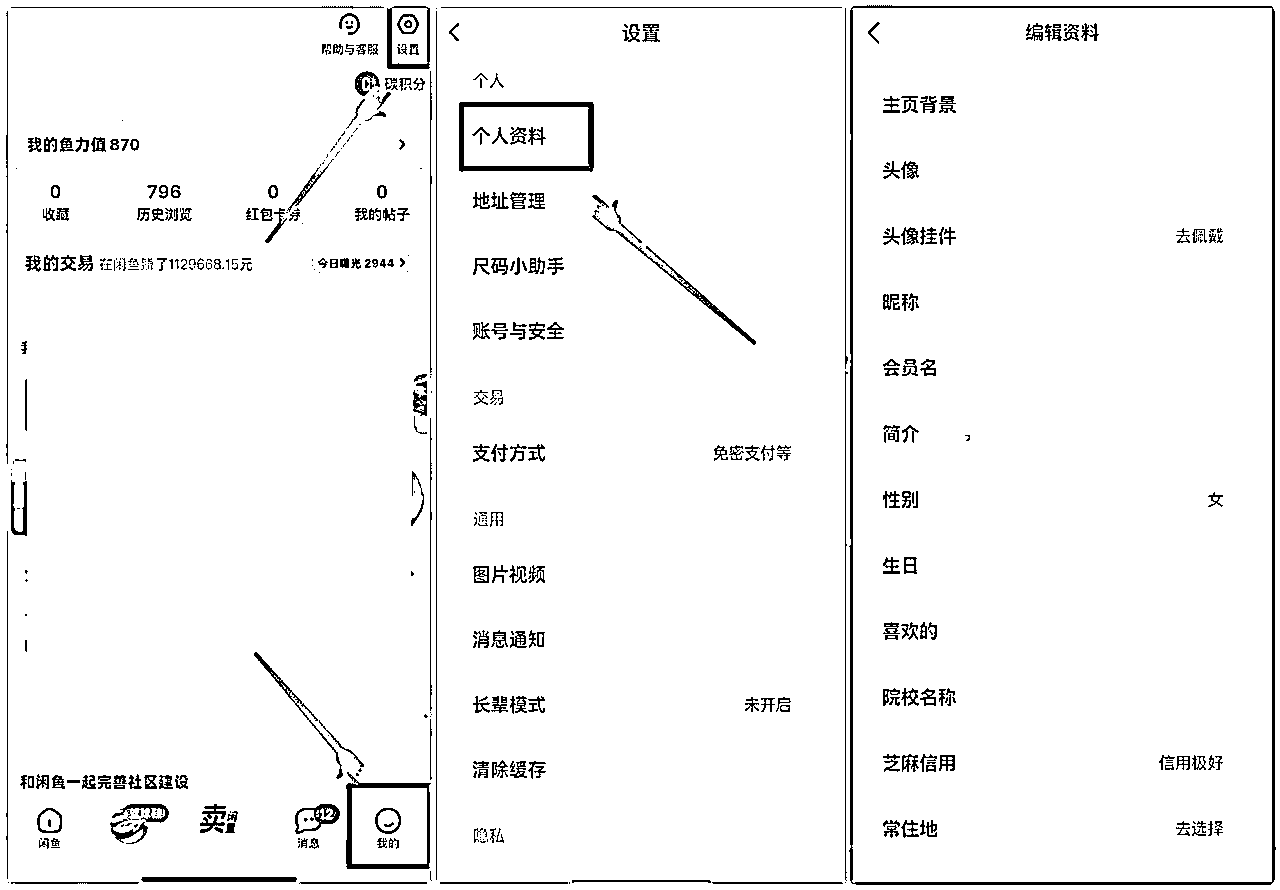 帮助与客服 设置
碳积分
我的鱼力值 870
0 796 0 0
收藏 历史浏览 红包卡券 我的帖子
我的交易 在闲鱼赚了1129668.15元 今日曝光 2944
和闲鱼一起完善社区建设
闲鱼 卖闲置 消息 我的
设置
个人
个人资料
地址管理
尺码小助手
账号与安全
交易
支付方式 免密支付等
通用
图片视频
消息通知
长辈模式 未开启
清除缓存
隐私
编辑资料
主页背景
头像
头像挂件 去佩戴
昵称
会员名
简介 ，
性别 女
生日
喜欢的
院校名称
芝麻信用 信用极好
常住地 去选择